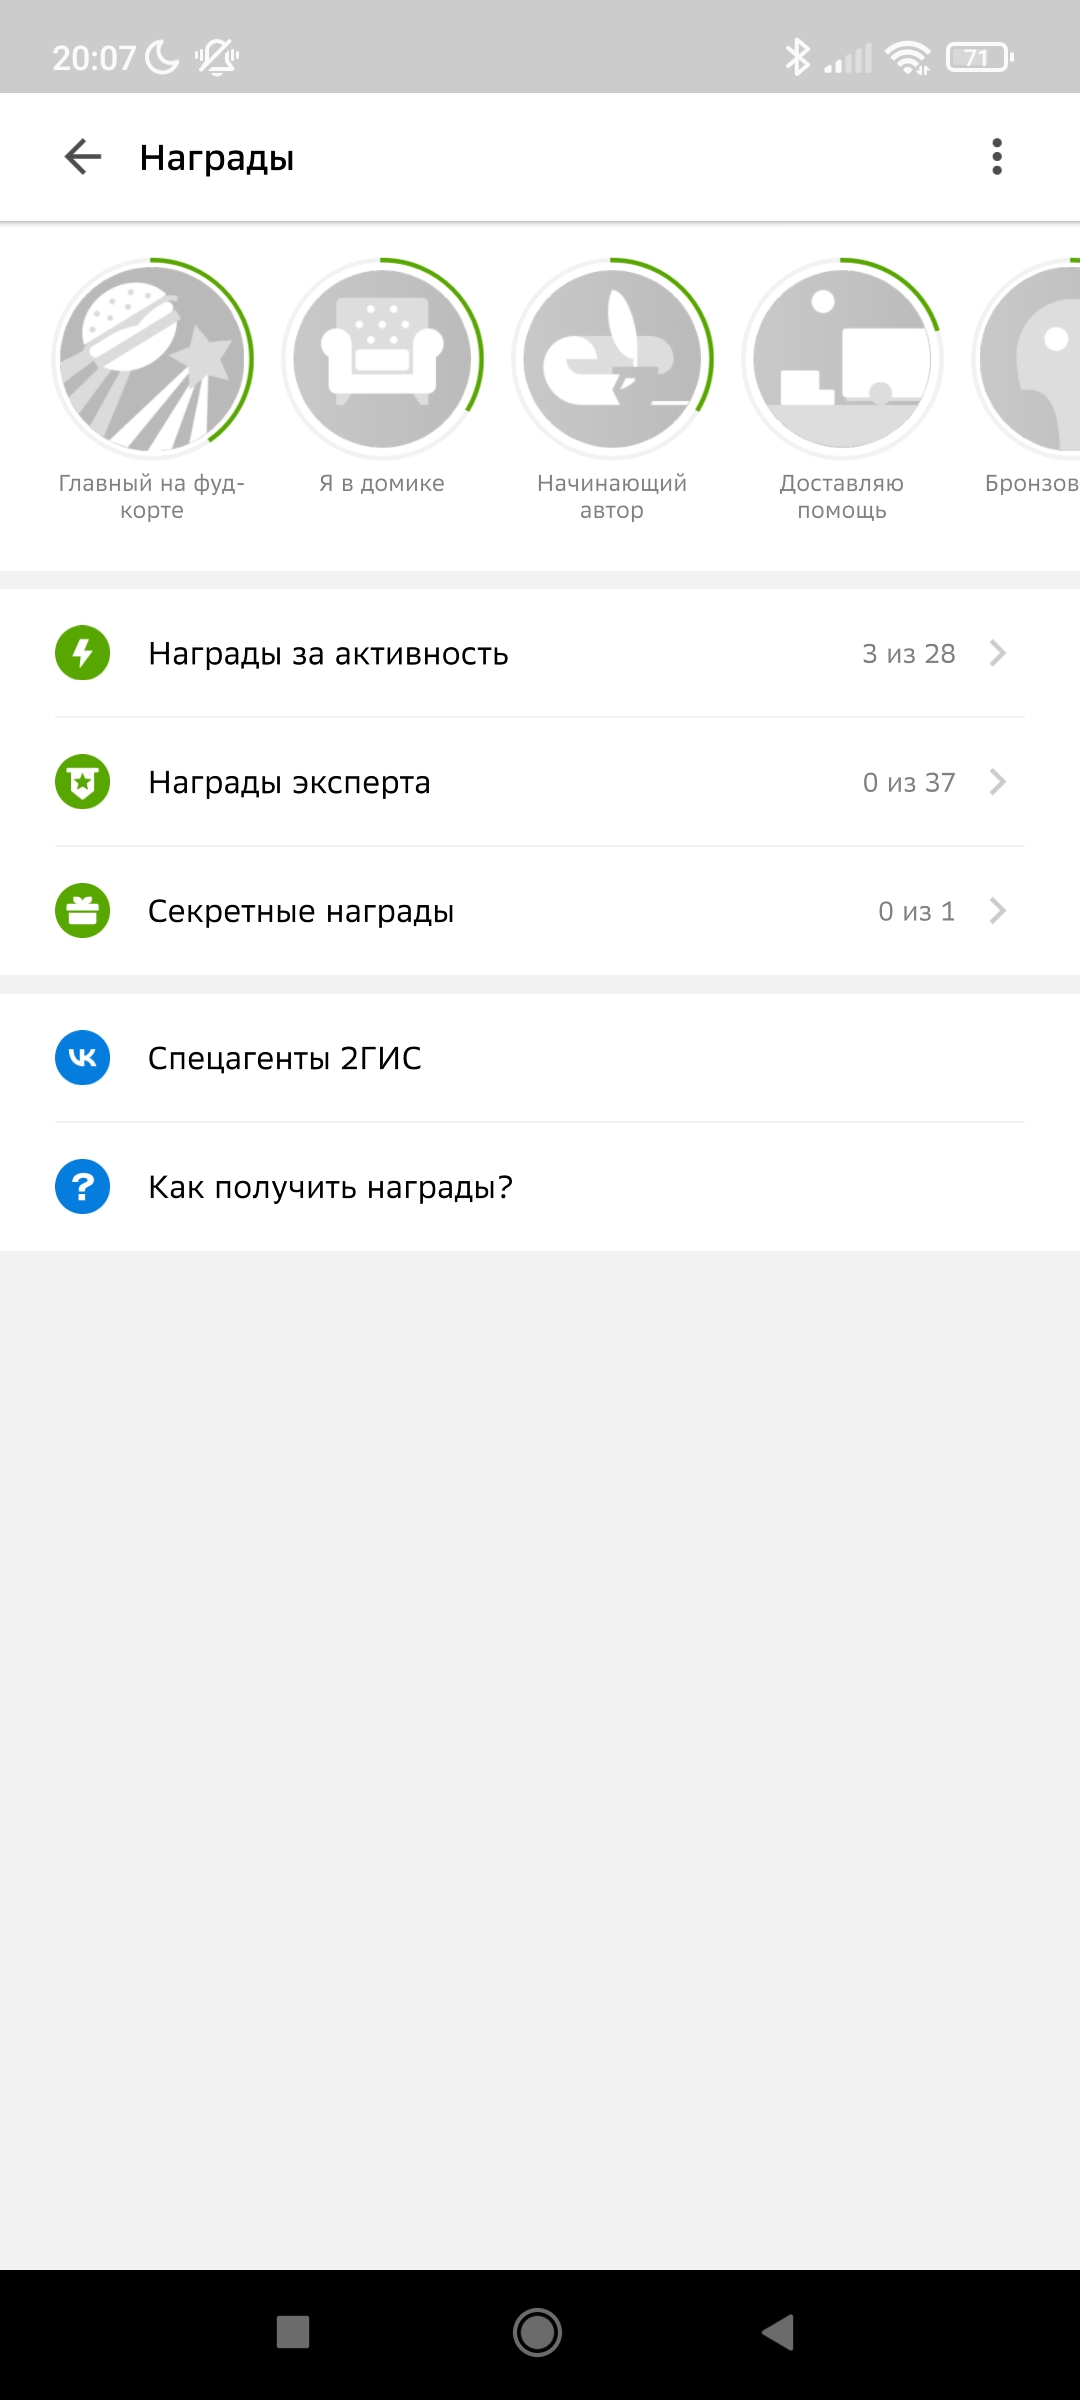 20:07
71
Награды
Главный на фуд-
корте
Я в домике
Начинающий
автор
Доставляю
помощь
Бронзов
Награды за активность
3 из 28
Награды эксперта
0 из 37
Секретные награды
0 из 1
Спецагенты 2ГИС
Как получить награды?